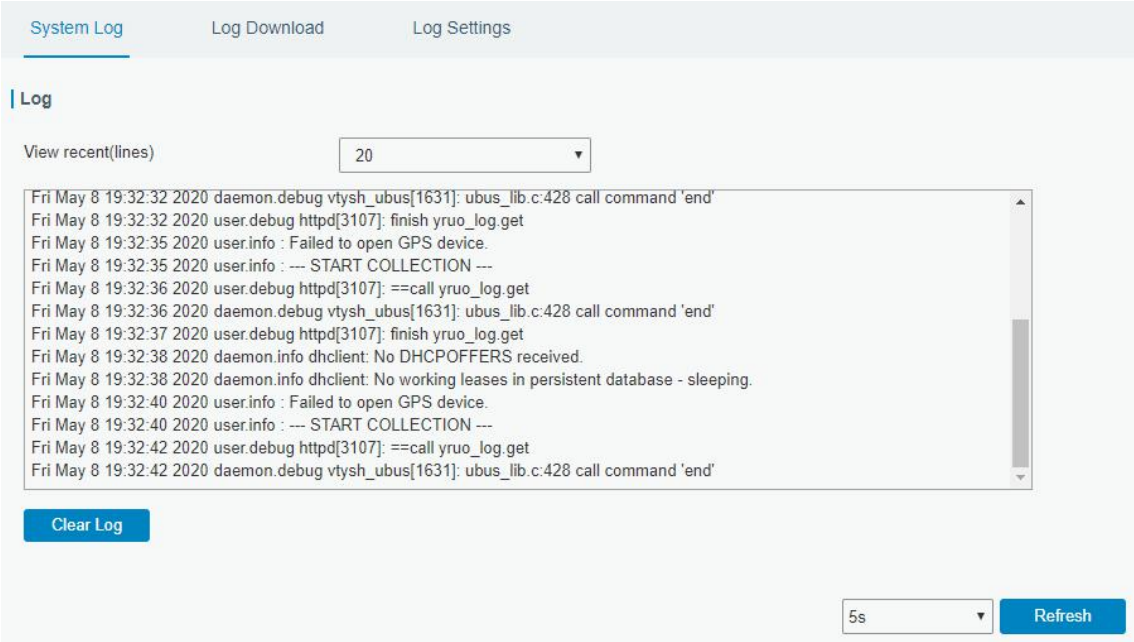 System Log Log Download Log Settings
Log
View recent(lines) 20
Fri May 8 19:32:32 2020 daemon.debug vtysh_ubus[1631]: ubus_lib.c:428 call command 'end'
Fri May 8 19:32:32 2020 user.debug httpd[3107]: finish yruo_log.get
Fri May 8 19:32:35 2020 user.info : Failed to open GPS device.
Fri May 8 19:32:35 2020 user.info : --- START COLLECTION ---
Fri May 8 19:32:36 2020 user.debug httpd[3107]: ==call yruo_log.get
Fri May 8 19:32:36 2020 daemon.debug vtysh_ubus[1631]: ubus_lib.c:428 call command 'end'
Fri May 8 19:32:37 2020 user.debug httpd[3107]: finish yruo_log.get
Fri May 8 19:32:38 2020 daemon.info dhclient: No DHCPOFFERS received.
Fri May 8 19:32:38 2020 daemon.info dhclient: No working leases in persistent database - sleeping.
Fri May 8 19:32:40 2020 user.info : Failed to open GPS device.
Fri May 8 19:32:40 2020 user.info : --- START COLLECTION ---
Fri May 8 19:32:42 2020 user.debug httpd[3107]: ==call yruo_log.get
Fri May 8 19:32:42 2020 daemon.debug vtysh_ubus[1631]: ubus_lib.c:428 call command 'end'
Clear Log
5s Refresh